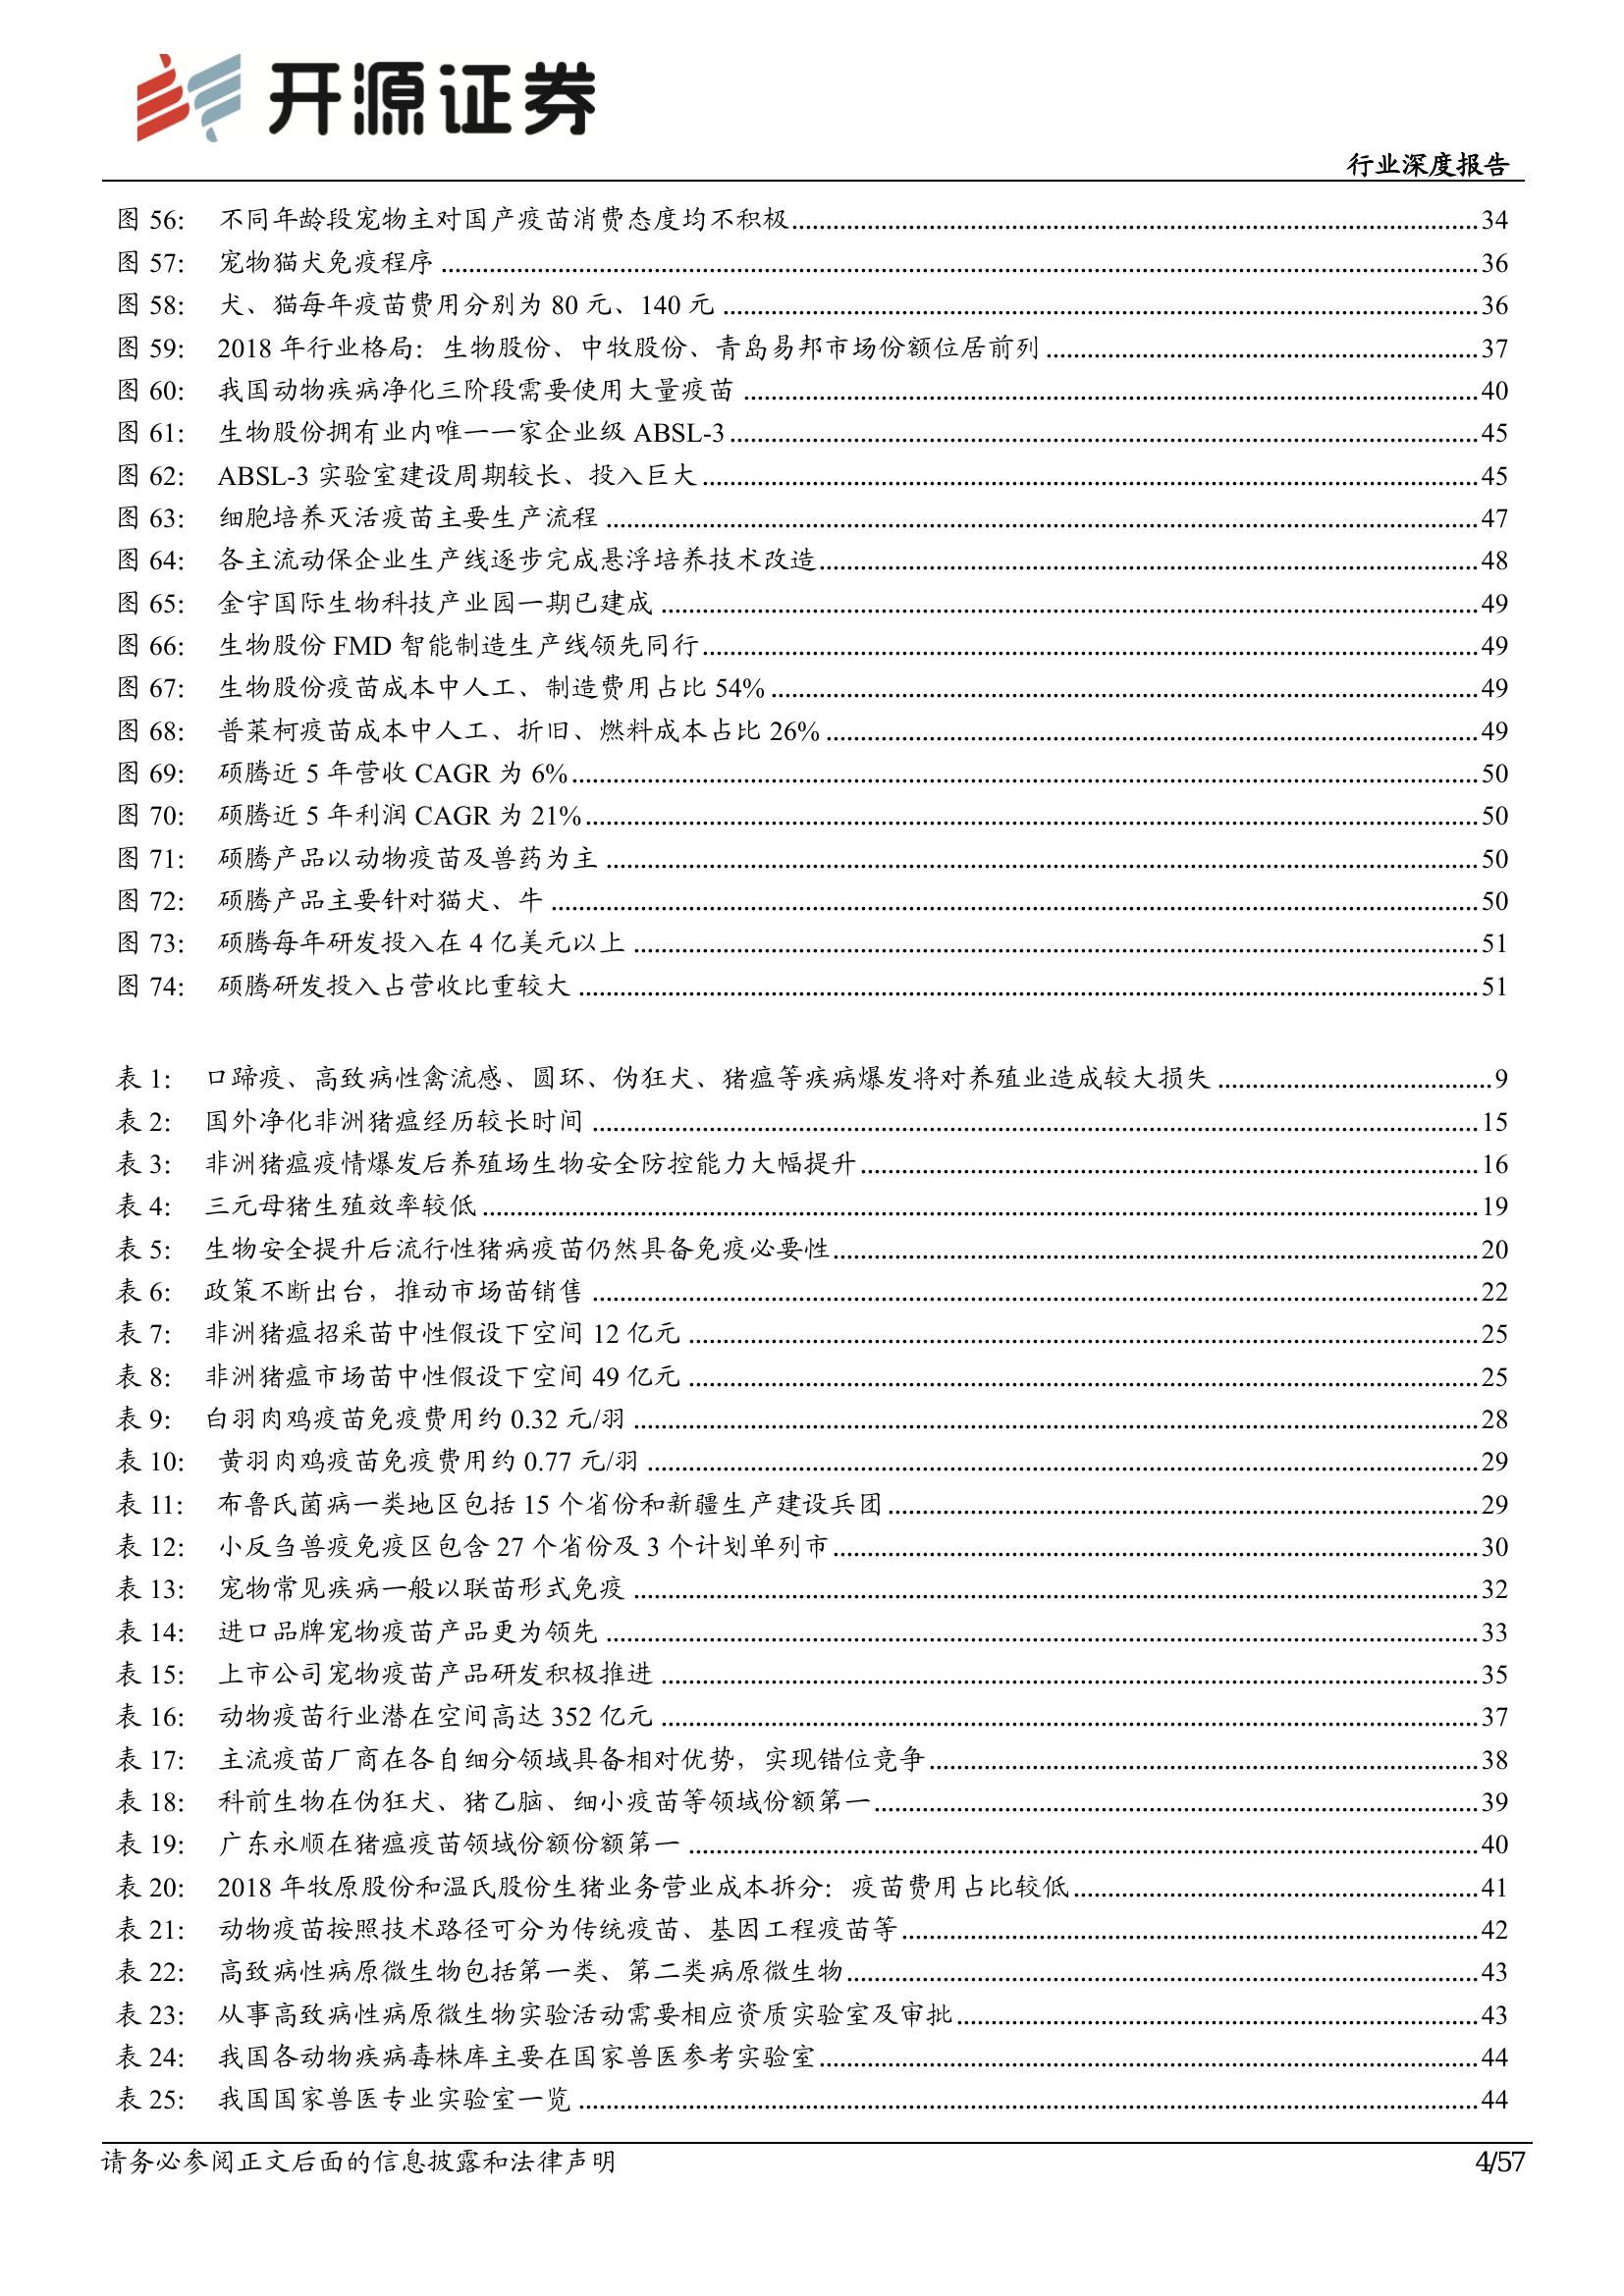 开源证券
行业深度报告
图 56: 不同年龄段宠物主对国产疫苗消费态度均不积极 34
图 57: 宠物猫犬免疫程序 36
图 58: 犬、猫每年疫苗费用分别为 80 元、140 元 36
图 59: 2018 年行业格局：生物股份、中牧股份、青岛易邦市场份额位居前列 37
图 60: 我国动物疾病净化三阶段需要使用大量疫苗 40
图 61: 生物股份拥有业内唯一一家企业级 ABSL-3 45
图 62: ABSL-3 实验室建设周期较长、投入巨大 45
图 63: 细胞培养灭活疫苗主要生产流程 47
图 64: 各主流动保企业生产线逐步完成悬浮培养技术改造 48
图 65: 金宇国际生物科技产业园一期已建成 49
图 66: 生物股份 FMD 智能制造生产线领先同行 49
图 67: 生物股份疫苗成本中人工、制造费用占比 54% 49
图 68: 普莱柯疫苗成本中人工、折旧、燃料成本占比 26% 49
图 69: 硕腾近 5 年营收 CAGR 为 6% 50
图 70: 硕腾近 5 年利润 CAGR 为 21% 50
图 71: 硕腾产品以动物疫苗及兽药为主 50
图 72: 硕腾产品主要针对猫犬、牛 50
图 73: 硕腾每年研发投入在 4 亿美元以上 51
图 74: 硕腾研发投入占营收比重较大 51
表 1: 口蹄疫、高致病性禽流感、圆环、伪狂犬、猪瘟等疾病爆发将对养殖业造成较大损失 9
表 2: 国外净化非洲猪瘟经历较长时间 15
表 3: 非洲猪瘟疫情爆发后养殖场生物安全防控能力大幅提升 16
表 4: 三元母猪生殖效率较低 19
表 5: 生物安全提升后流行性猪病疫苗仍然具备免疫必要性 20
表 6: 政策不断出台，推动市场苗销售 22
表 7: 非洲猪瘟招采苗中性假设下空间 12 亿元 25
表 8: 非洲猪瘟市场苗中性假设下空间 49 亿元 25
表 9: 白羽肉鸡疫苗免疫费用约 0.32 元/羽 28
表 10: 黄羽肉鸡疫苗免疫费用约 0.77 元/羽 29
表 11: 布鲁氏菌病一类地区包括 15 个省份和新疆生产建设兵团 29
表 12: 小反刍兽疫免疫区包含 27 个省份及 3 个计划单列市 30
表 13: 宠物常见疾病一般以联苗形式免疫 32
表 14: 进口品牌宠物疫苗产品更为领先 33
表 15: 上市公司宠物疫苗产品研发积极推进 35
表 16: 动物疫苗行业潜在空间高达 352 亿元 37
表 17: 主流疫苗厂商在各自细分领域具备相对优势，实现错位竞争 38
表 18: 科前生物在伪狂犬、猪乙脑、细小疫苗等领域份额第一 39
表 19: 广东永顺在猪瘟疫苗领域份额份额第一 40
表 20: 2018 年牧原股份和温氏股份生猪业务营业成本拆分：疫苗费用占比较低 41
表 21: 动物疫苗按照技术路径可分为传统疫苗、基因工程疫苗等 42
表 22: 高致病性病原微生物包括第一类、第二类病原微生物 43
表 23: 从事高致病性病原微生物实验活动需要相应资质实验室及审批 43
表 24: 我国各动物疾病毒株库主要在国家兽医参考实验室 44
表 25: 我国国家兽医专业实验室一览 44
请务必参阅正文后面的信息披露和法律声明 4/57